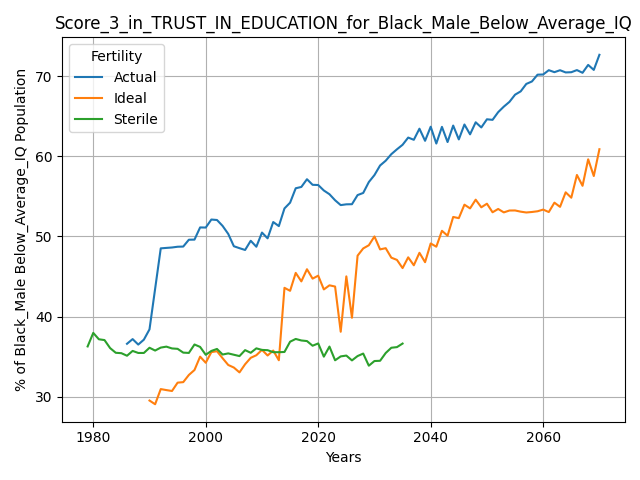 Score_3_in_TRUST_IN_EDUCATION_for_Black_Male_Below_Average_IQ
Fertility
Actual
Ideal
Sterile
% of Black_Male Below_Average_IQ Population
70
60
50
40
30
1980
2000
2020
2040
2060
Years